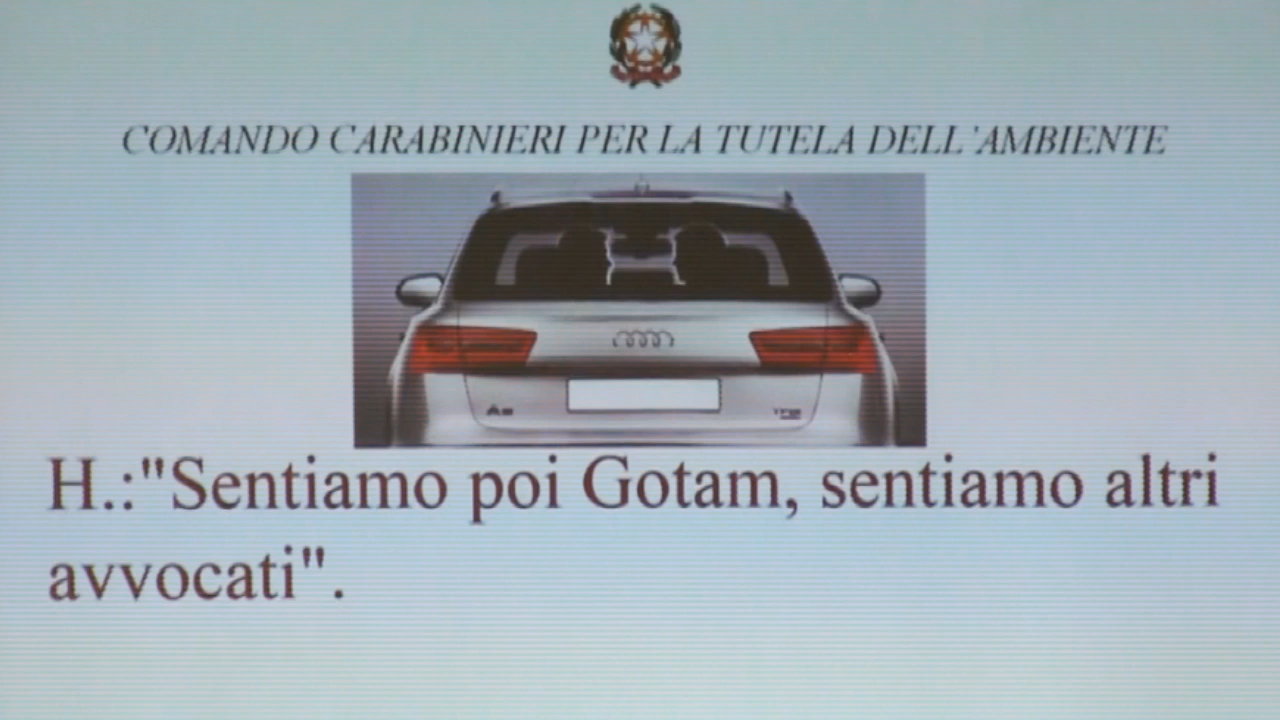 COMANDO CARABINIERI PER LA TUTELA DELL'AMBIENTE
H.:"Sentiamo poi Gotam, sentiamo altri
avvocati".